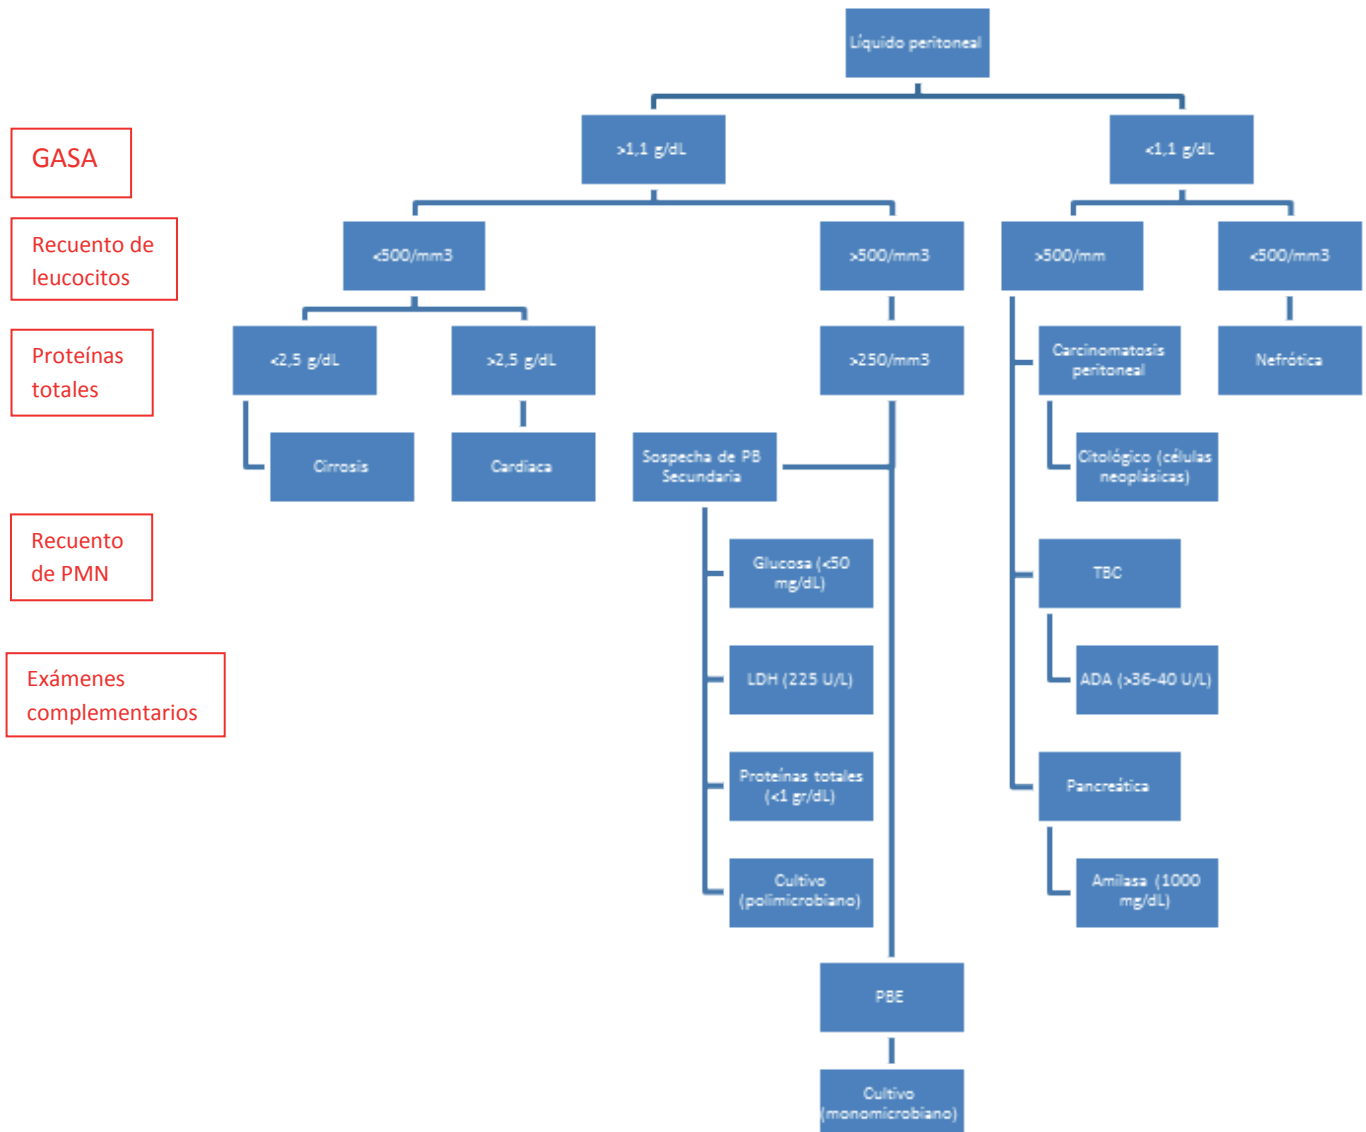 Líquido peritoneal
GASA
>1,1 g/dL
<1,1 g/dL
Recuento de
leucocitos
<500/mm3
>500/mm3
>500/mm
<500/mm3
Proteínas
totales
<2,5 g/dL
>2,5 g/dL
>250/mm3
Carcinomatosis
peritoneal
Nefrótica
Cirrosis
Cardiaca
Sospecha de PB
Secundaria
Citológico (células
neoplásicas)
Recuento
de PMN
Glucosa (<50
mg/dL)
TBC
Exámenes
complementarios
LDH (225 U/L)
ADA (>36-40 U/L)
Proteínas totales
(<1 gr/dL)
Pancreática
Cultivo
(polimicrobiano)
Amilasa (1000
mg/dL)
PBE
Cultivo
(monomicrobiano)